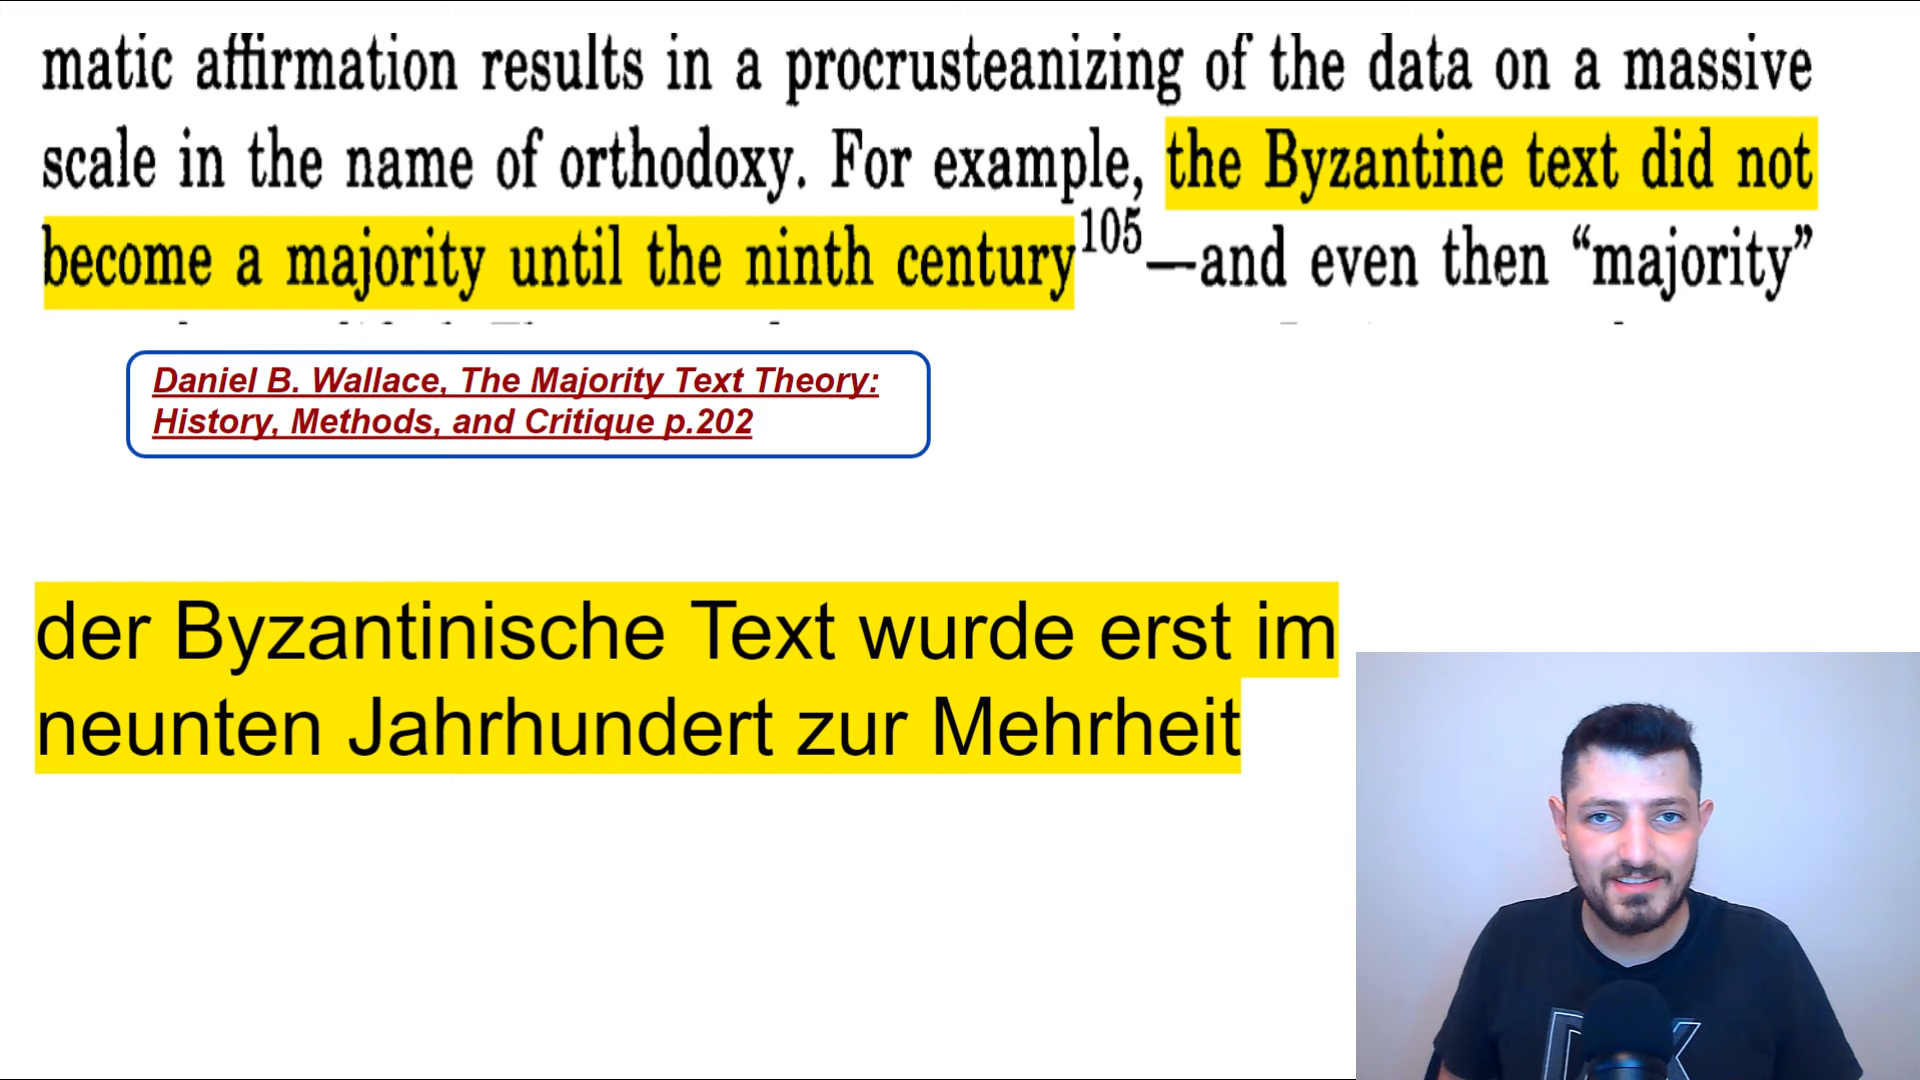 matic affirmation results in a procrusteanizing of the data on a massive
scale in the name of orthodoxy. For example, the Byzantine text did not
become a majority until the ninth century105—and even then “majority”
Daniel B. Wallace, The Majority Text Theory:
History, Methods, and Critique p.202
der Byzantinische Text wurde erst im
neunten Jahrhundert zur Mehrheit